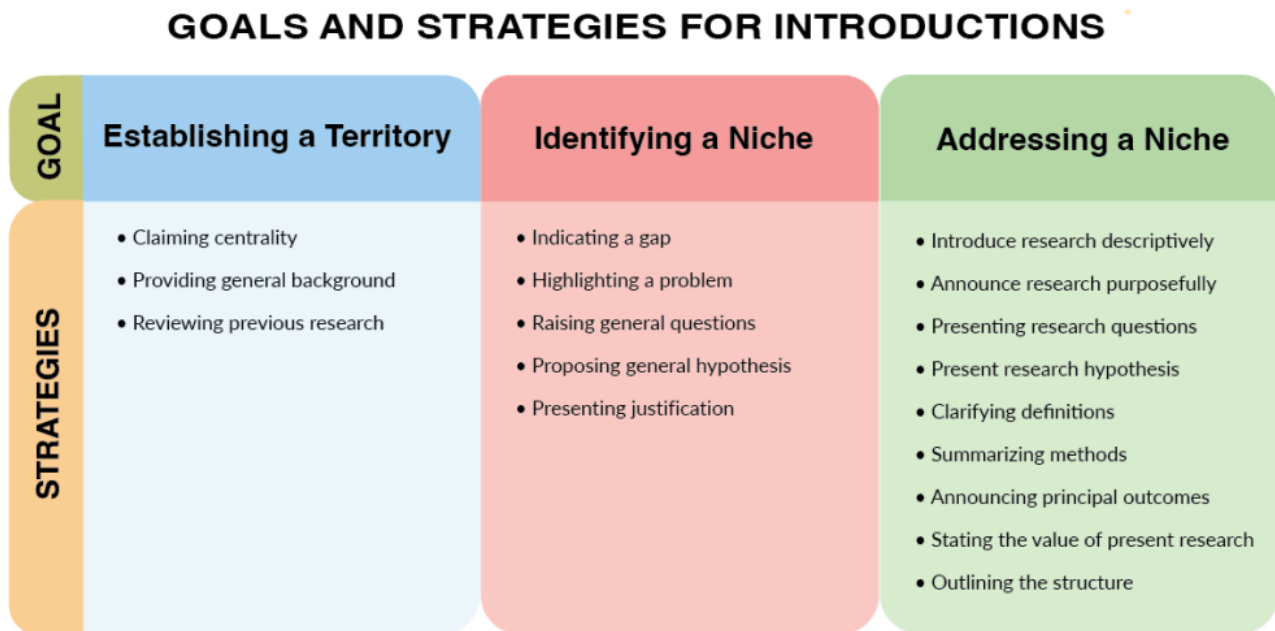 GOALS AND STRATEGIES FOR INTRODUCTIONS
GOAL
Establishing a Territory
Identifying a Niche
Addressing a Niche
STRATEGIES
• Claiming centrality
• Providing general background
• Reviewing previous research
• Indicating a gap
• Highlighting a problem
• Raising general questions
• Proposing general hypothesis
• Presenting justification
• Introduce research descriptively
• Announce research purposefully
• Presenting research questions
• Present research hypothesis
• Clarifying definitions
• Summarizing methods
• Announcing principal outcomes
• Stating the value of present research
• Outlining the structure